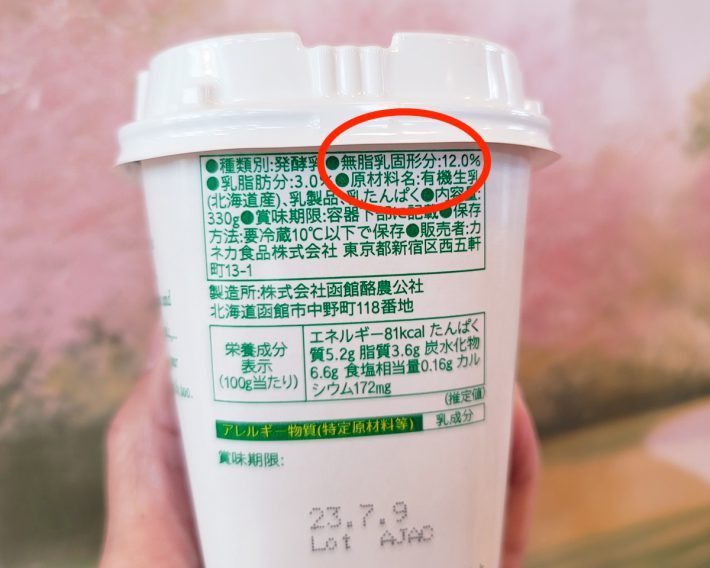 ●種類別:発酵乳●無脂乳固形分:12.0%
●乳脂肪分:3.0%●原材料名:有機生乳
(北海道産)、乳製品、乳たんぱく●内容量:
330g●賞味期限:容器下部に記載●保存
方法:要冷蔵10℃以下で保存●販売者:カ
ネカ食品株式会社 東京都新宿区西五軒
町13-1
製造所:株式会社函館酪農公社
北海道函館市中野町118番地
栄養成分
表示
(100g当たり)
エネルギー81kcal たんぱく
質5.2g 脂質3.6g 炭水化物
6.6g 食塩相当量0.16g カル
シウム172mg
(推定値)
アレルギー物質(特定原材料等) 乳成分
賞味期限:
23.7.9
Lot AJAO